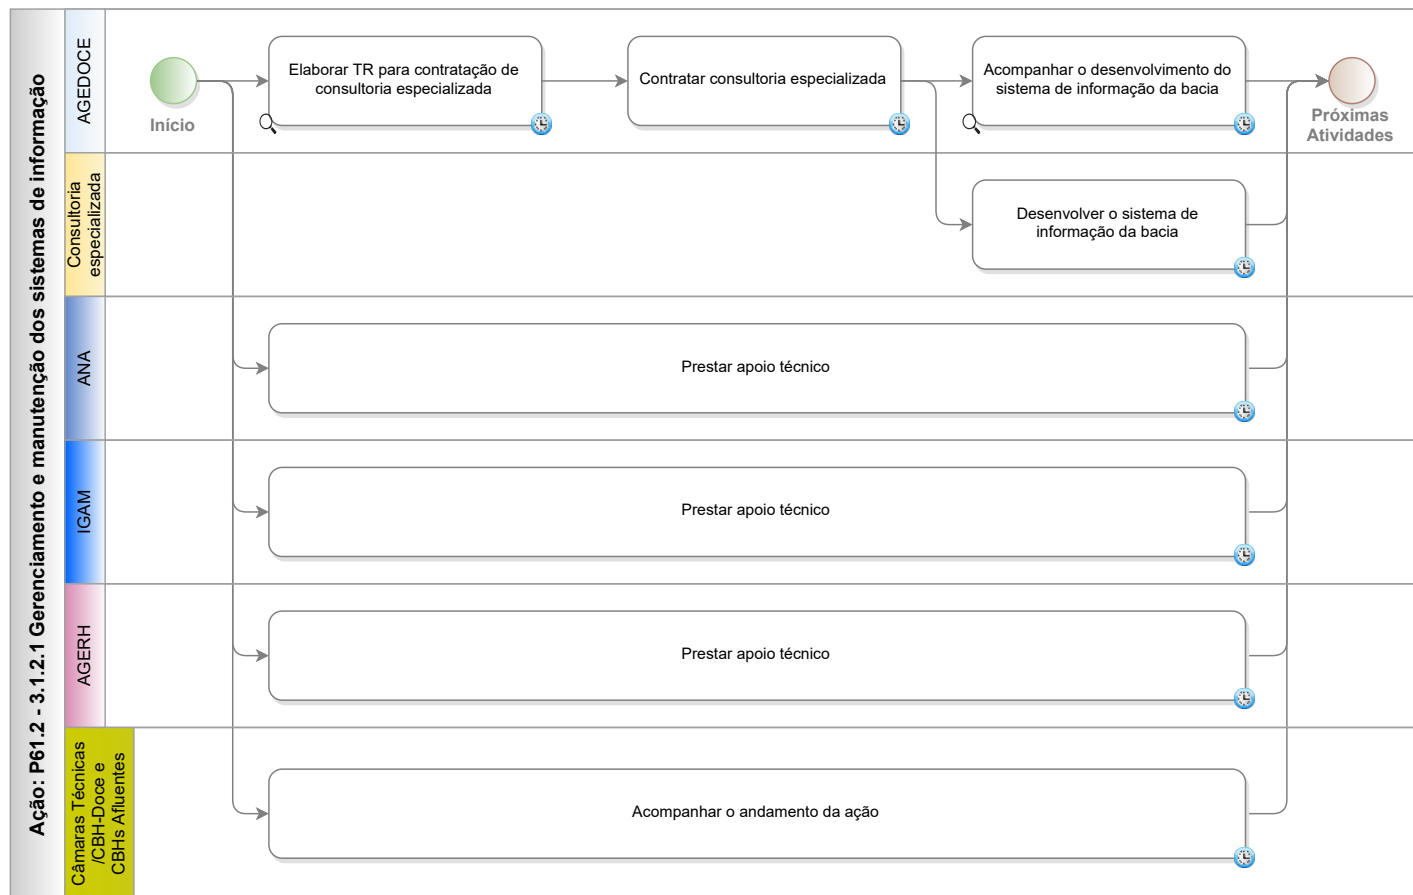 Ação: P61.2 - 3.1.2.1 Gerenciamento e manutenção dos sistemas de informação
AGEDOCE
Início
Elaborar TR para contratação de
consultoria especializada
Contratar consultoria especializada
Acompanhar o desenvolvimento do
sistema de informação da bacia
Próximas
Atividades
Consultoria
especializada
Desenvolver o sistema de
informação da bacia
ANA
Prestar apoio técnico
IGAM
Prestar apoio técnico
AGERH
Prestar apoio técnico
Câmaras Técnicas
/CBH-Doce e
CBHs Afluentes
Acompanhar o andamento da ação